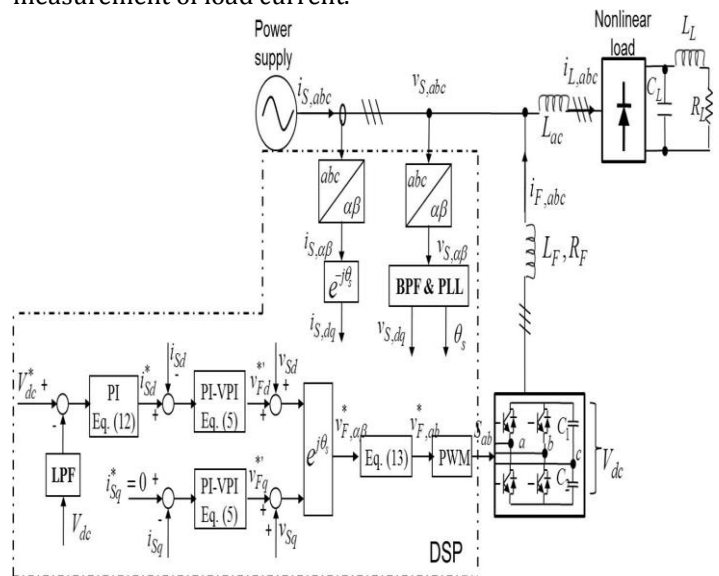 measurement of load current.
Power
supply
Nonlinear
load
i_{S,abc}
v_{S,abc}
i_{L,abc}
L_{ac}
C_L
L_L
R_L
abc
αβ
abc
αβ
i_{F,abc}
i_{S,αβ}
v_{S,αβ}
L_F, R_F
e^{-jθ_s}
BPF & PLL
i_{S,dq}
v_{S,dq}
θ_s
V_{dc}^* +
-
PI
Eq. (12)
i_{Sd}^*
+
i_{Sd}
-
PI-VPI
Eq. (5)
v_{Fd}^{*'}
+
v_{Sd}
+
e^{jθ_s}
v_{F,αβ}^*
Eq. (13)
v_{F,ab}^*
PWM
s_{ab}
a
b
c
C_1
C_2
V_{dc}
LPF
V_{dc}
i_{Sq}^* = 0 +
-
i_{Sq}
PI-VPI
Eq. (5)
v_{Fq}^{*'}
+
+
v_{Sq}
DSP